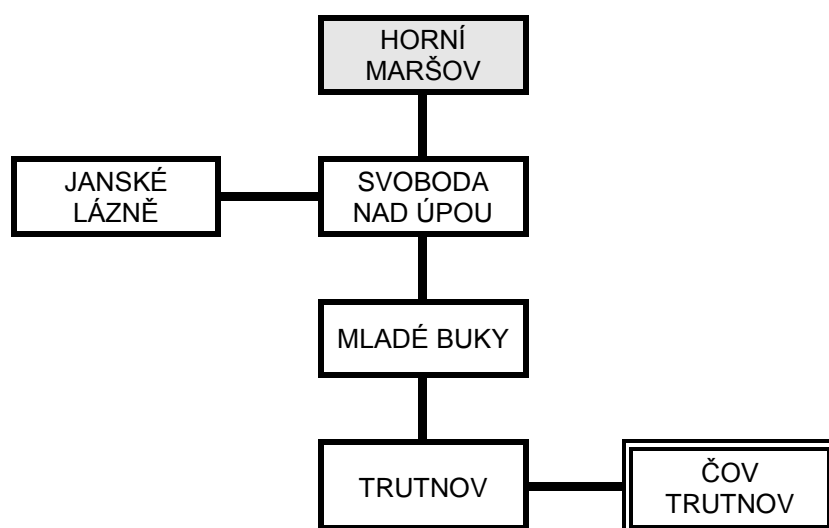 HORNÍ
MARŠOV
JANSKÉ
LÁZNĚ
SVOBODA
NAD ÚPOU
MLADÉ BUKY
TRUTNOV
ČOV
TRUTNOV